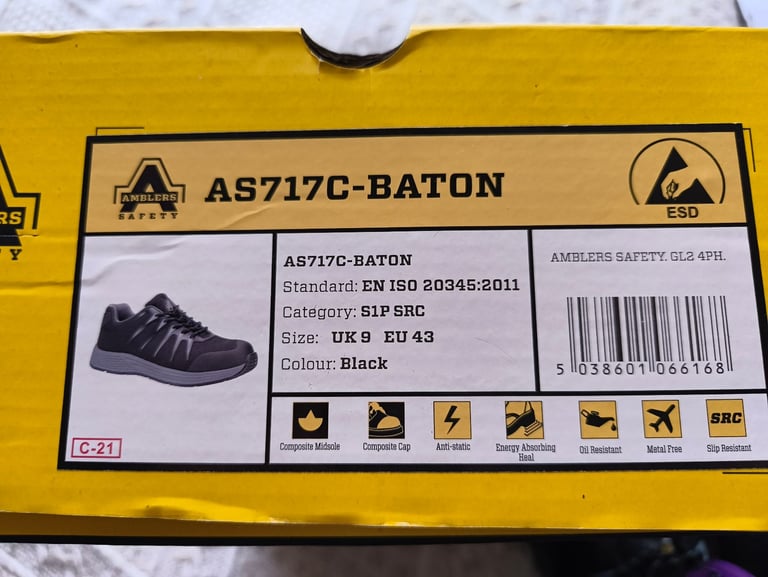 AMBLERS
SAFETY
AS717C-BATON
ESD
RS
Y
AS717C-BATON
Standard: EN ISO 20345:2011
Category: S1P SRC
Size: UK 9 EU 43
Colour: Black
AMBLERS SAFETY. GL2 4PH.
5 038601 066168
C-21
Composite Midsole
Composite Cap
Anti-static
Energy Absorbing
Heal
Oil Resistant
Metal Free
SRC
Slip Resistant